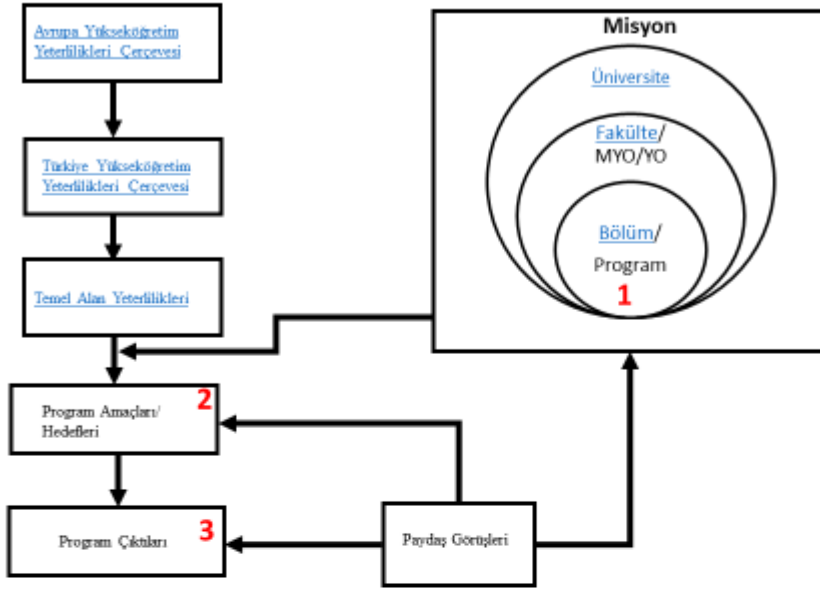 Avrupa Yükseköğretim
Yeterlilikleri Çerçevesi
Türkiye Yükseköğretim
Yeterlilikleri Çerçevesi
Temel Alan Yeterlilikleri
Program Amaçları/
Hedefleri
2
Program Çıktıları
3
Paydaş Görüşleri
Misyon
Üniversite
Fakülte/
MYO/YO
Bölüm/
Program
1